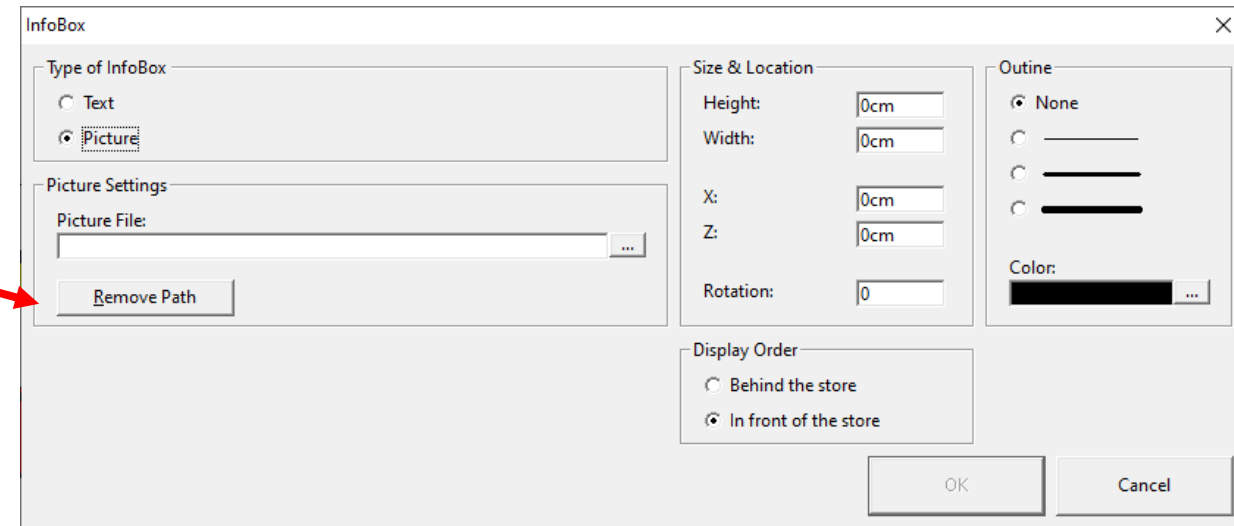 InfoBox
Type of InfoBox
Text
Picture
Picture Settings
Picture File:
...
Remove Path
Size & Location
Height:
0cm
Width:
0cm
X:
0cm
Z:
0cm
Rotation:
0
Outine
None
Color:
...
Display Order
Behind the store
In front of the store
OK
Cancel